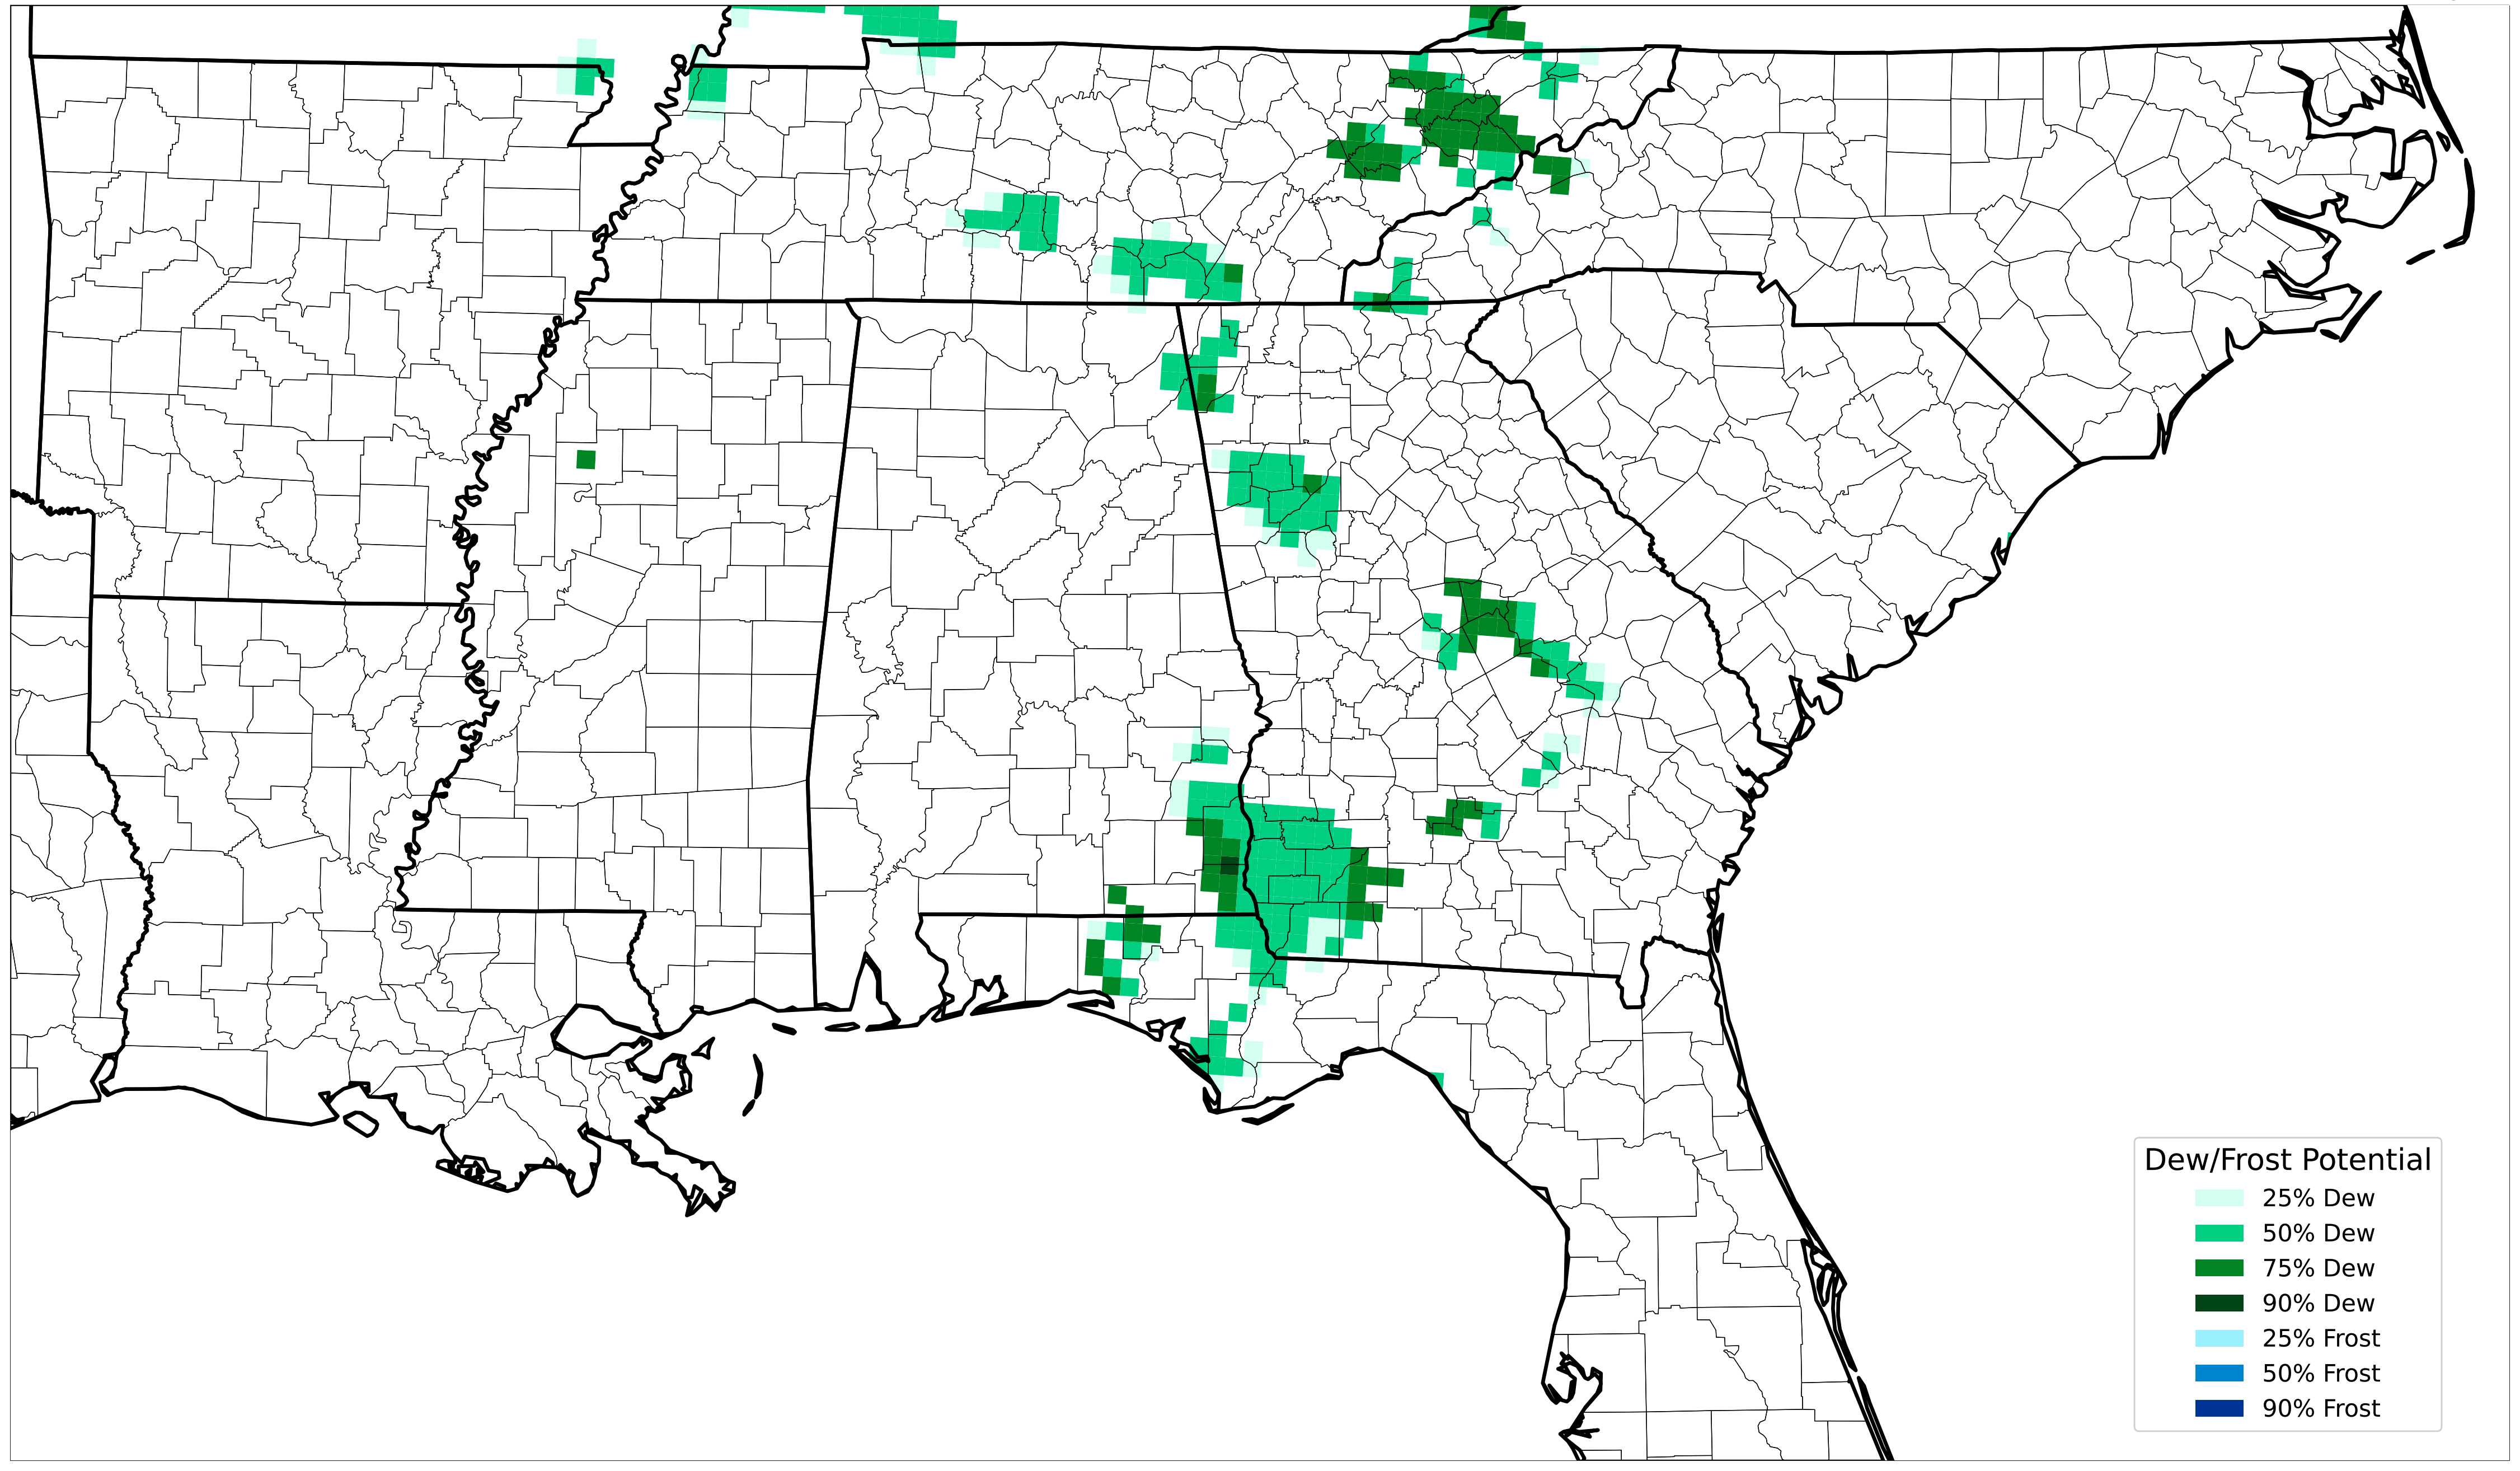 Dew/Frost Potential
25% Dew
50% Dew
75% Dew
90% Dew
25% Frost
50% Frost
90% Frost